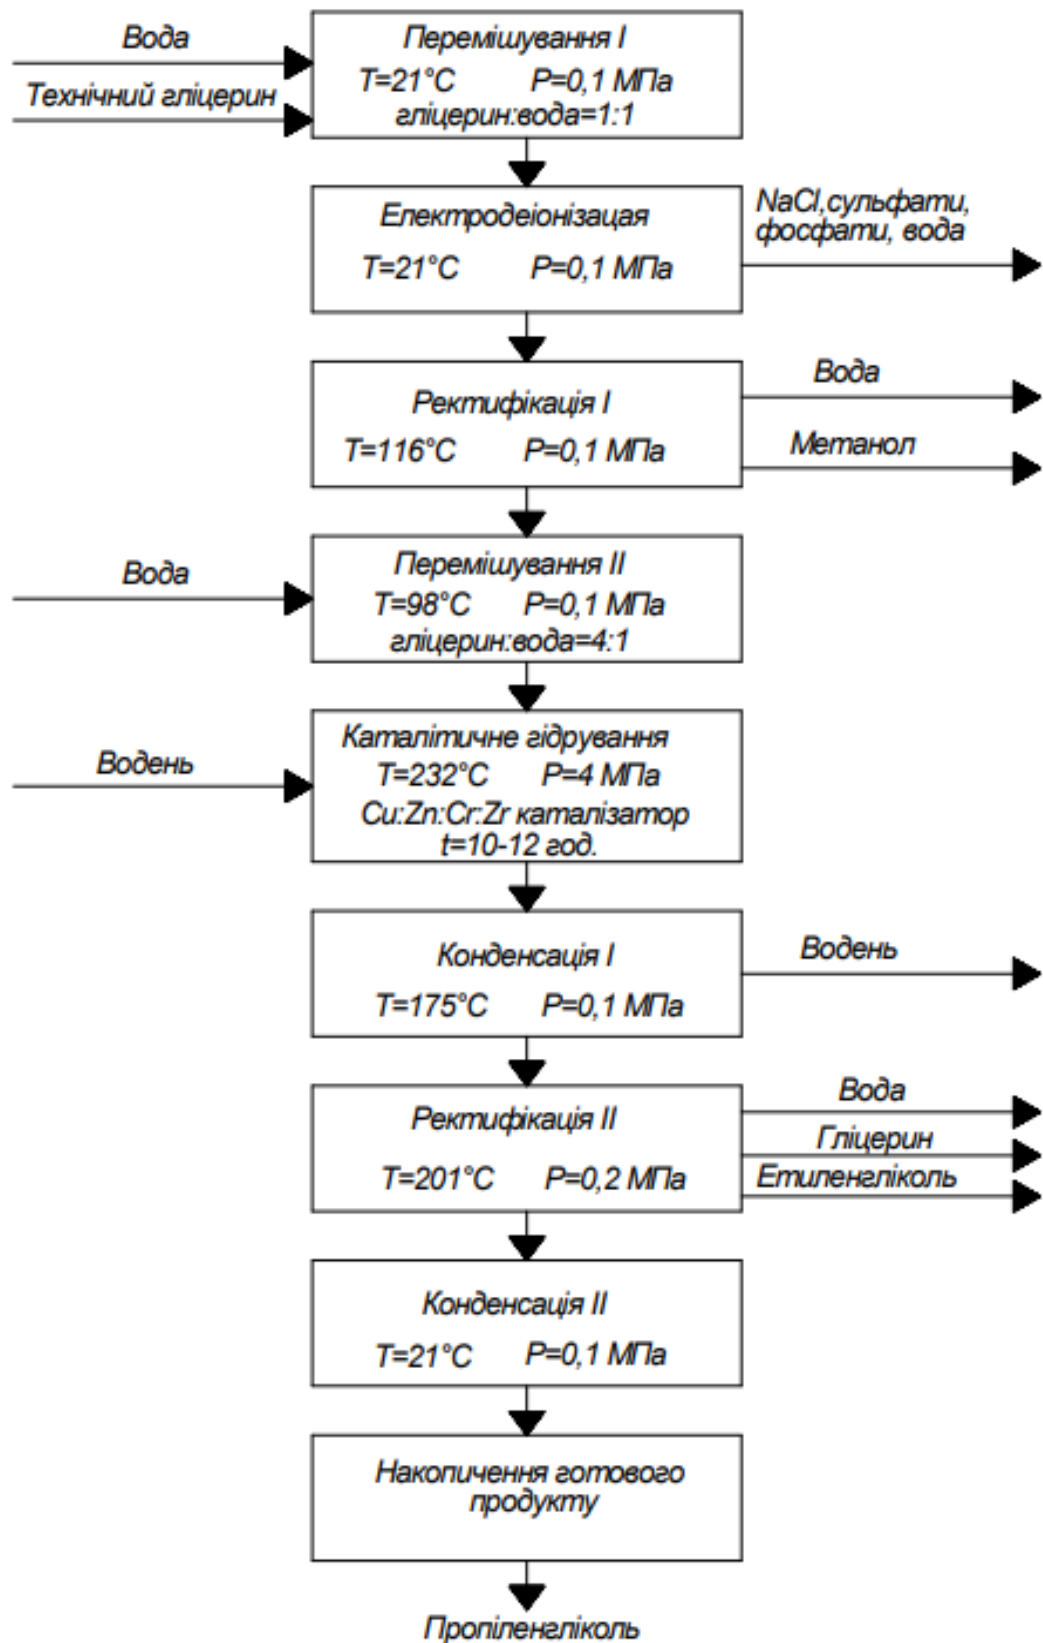 Вода
Технічний гліцерин
Перемішування I
T=21°C P=0,1 МПа
гліцерин:вода=1:1
Електродеіонізацая
T=21°C P=0,1 МПа
NaCl,сульфати,
фосфати, вода
Ректифікація I
T=116°C P=0,1 МПа
Вода
Метанол
Вода
Перемішування II
T=98°C P=0,1 МПа
гліцерин:вода=4:1
Водень
Каталітичне гідрування
T=232°C P=4 МПа
Cu:Zn:Cr:Zr каталізатор
t=10-12 год.
Конденсація I
T=175°C P=0,1 МПа
Водень
Ректифікація II
T=201°C P=0,2 МПа
Вода
Гліцерин
Етиленгліколь
Конденсація II
T=21°C P=0,1 МПа
Накопичення готового
продукту
Пропіленгліколь